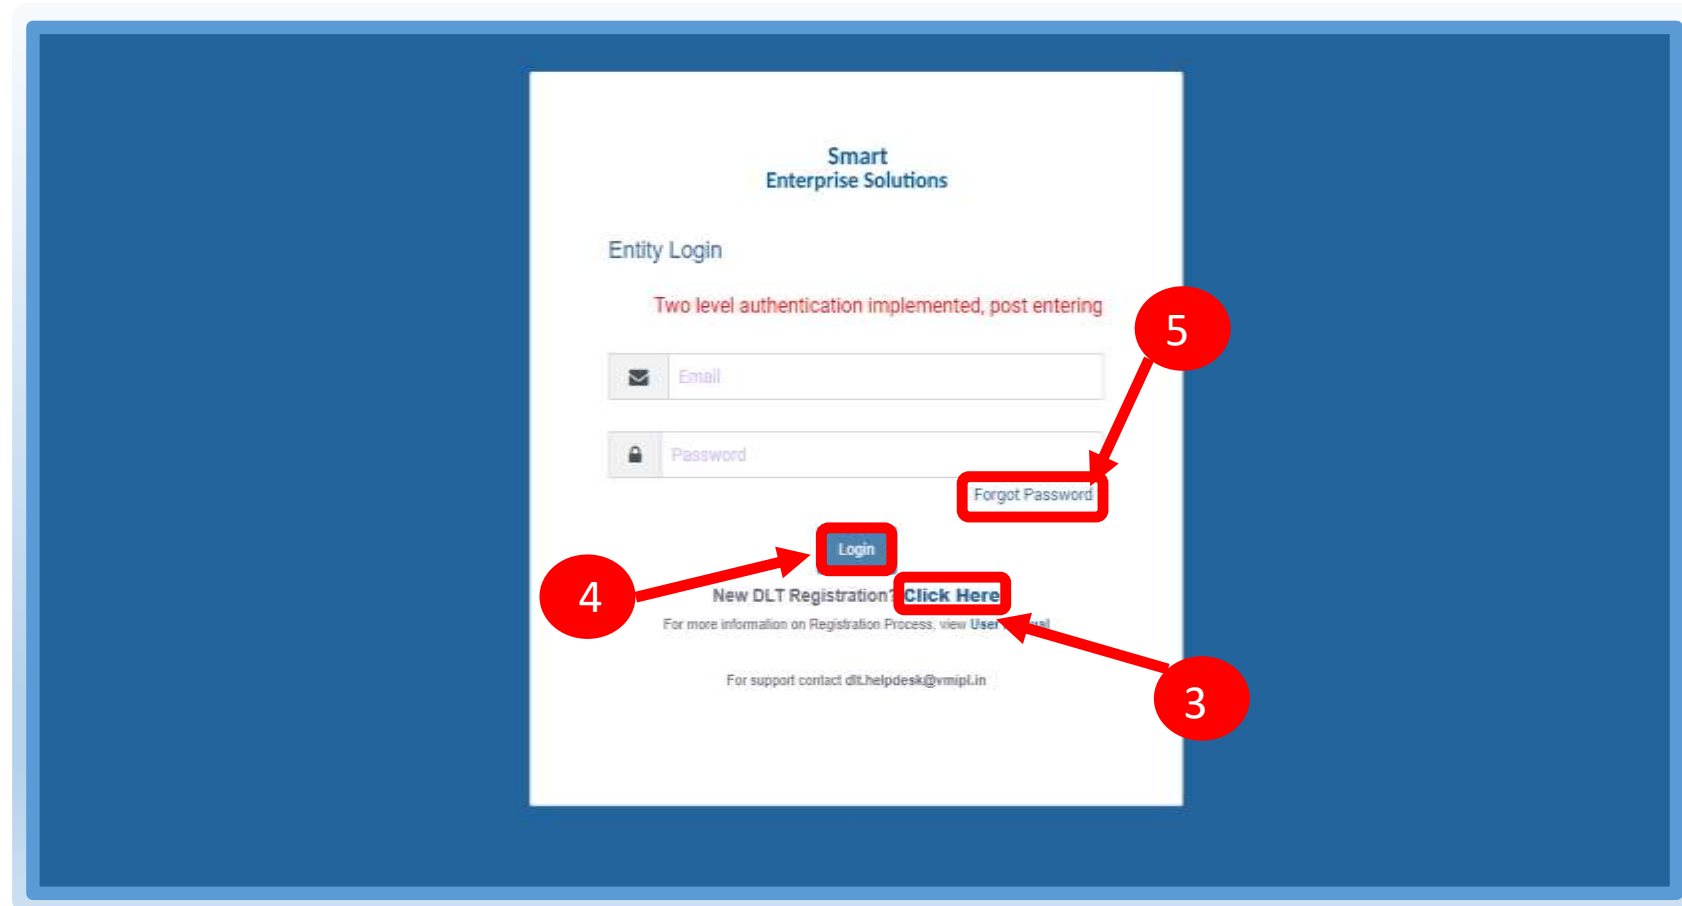 Smart
Enterprise Solutions
Entity Login
Two level authentication implemented, post entering
5
Email
Password
Forgot Password
Login
4
New DLT Registration? Click Here
For more information on Registration Process, view User
For support contact dlt.helpdesk@vmipl.in
3